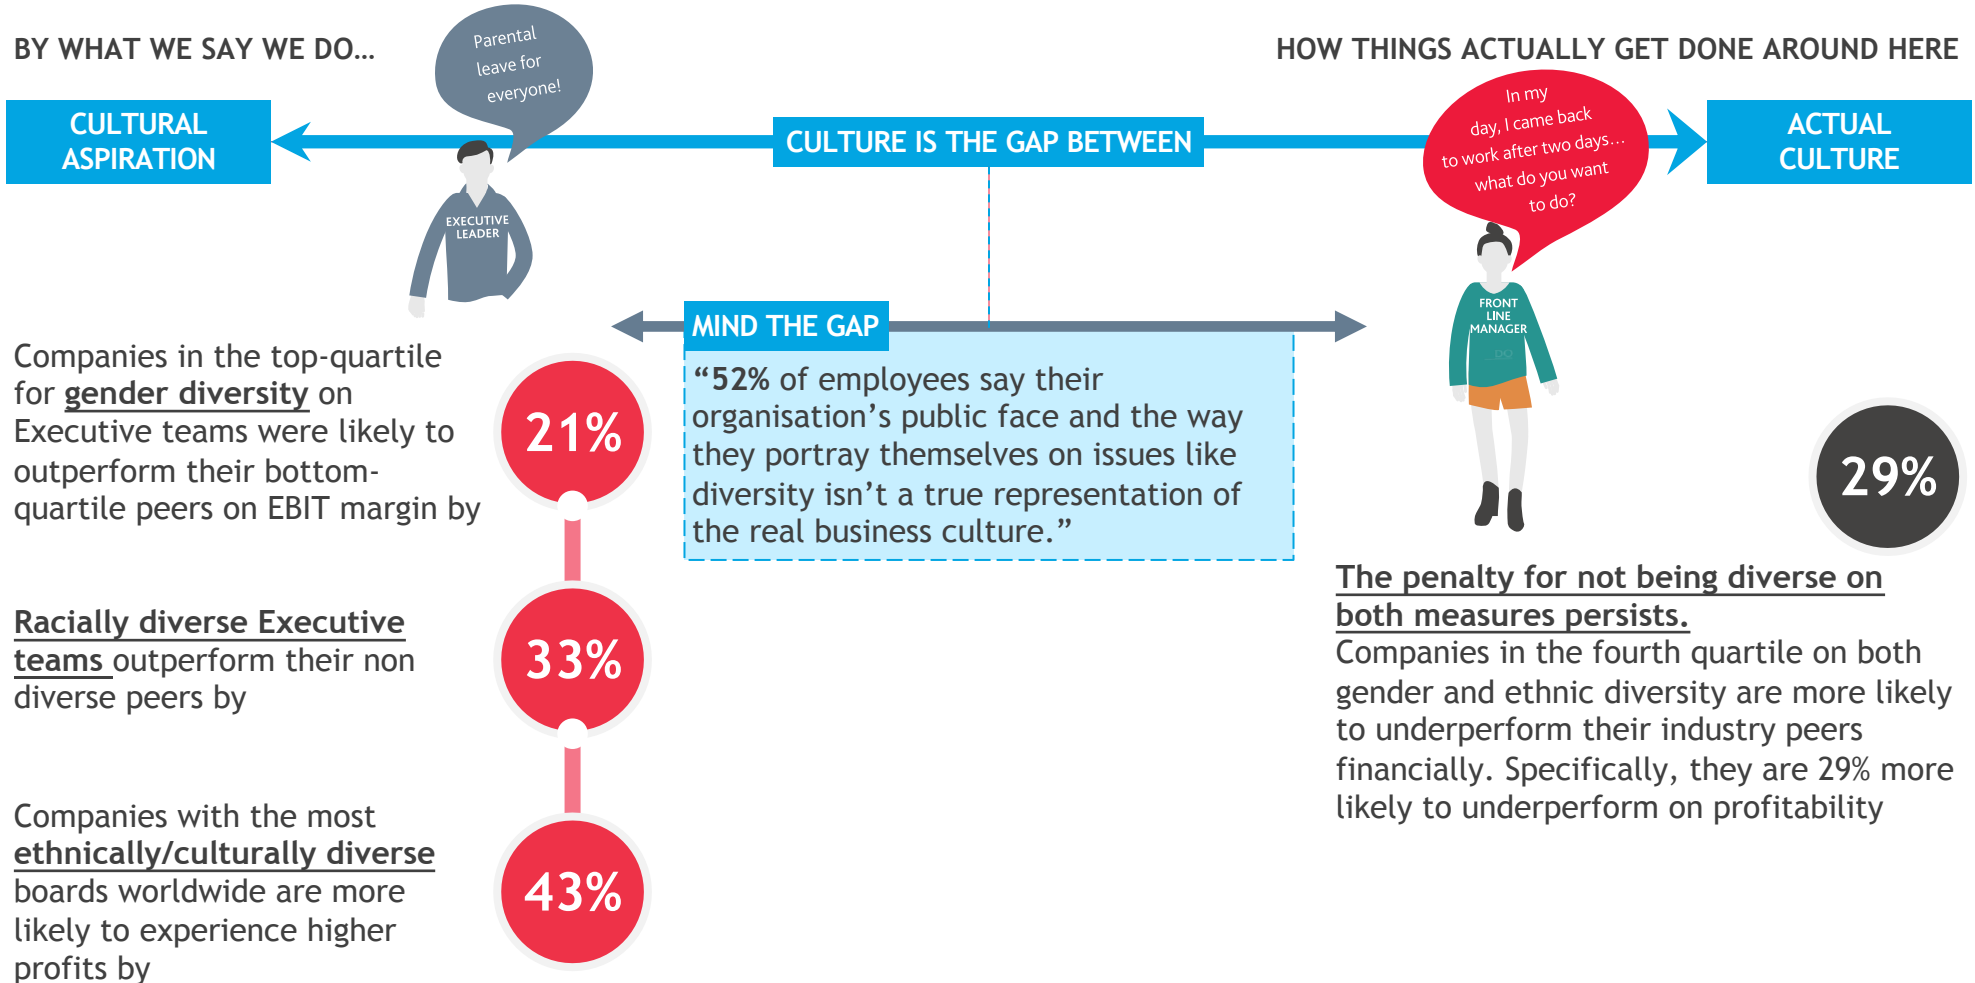 BY WHAT WE SAY WE DO…
Parental
leave for
everyone!
HOW THINGS ACTUALLY GET DONE AROUND HERE
In my
day, I came back
to work after two days…
what do you want
to do?
CULTURAL
ASPIRATION
CULTURE IS THE GAP BETWEEN
ACTUAL
CULTURE
EXECUTIVE
LEADER
FRONT
LINE
MANAGER
MIND THE GAP
“52% of employees say their
organisation’s public face and the way
they portray themselves on issues like
diversity isn’t a true representation of
the real business culture.”
Companies in the top-quartile
for gender diversity on
Executive teams were likely to
outperform their bottom-
quartile peers on EBIT margin by
21%
Racially diverse Executive
teams outperform their non
diverse peers by
33%
Companies with the most
ethnically/culturally diverse
boards worldwide are more
likely to experience higher
profits by
43%
29%
The penalty for not being diverse on
both measures persists.
Companies in the fourth quartile on both
gender and ethnic diversity are more likely
to underperform their industry peers
financially. Specifically, they are 29% more
likely to underperform on profitability